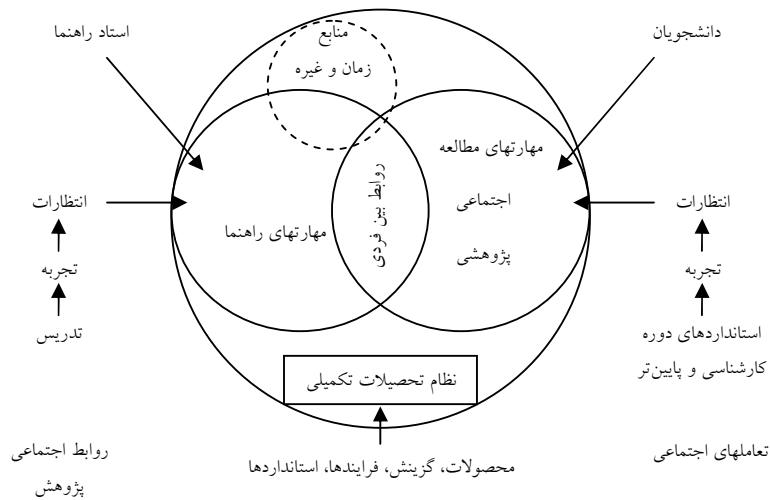 منابع
زمان و غیره
دانشجویان
استاد راهنما
مهارتهای مطالعه
اجتماعی
پژوهشی
روابط بین فردی
مهارتهای راهنما
انتظارات
تجربه
استانداردهای دوره
کارشناسی و پایین‌تر
انتظارات
تجربه
تدریس
نظام تحصیلات تکمیلی
محصولات، گزینش، فرایندها، استانداردها
تعاملهای اجتماعی
روابط اجتماعی
پژوهش